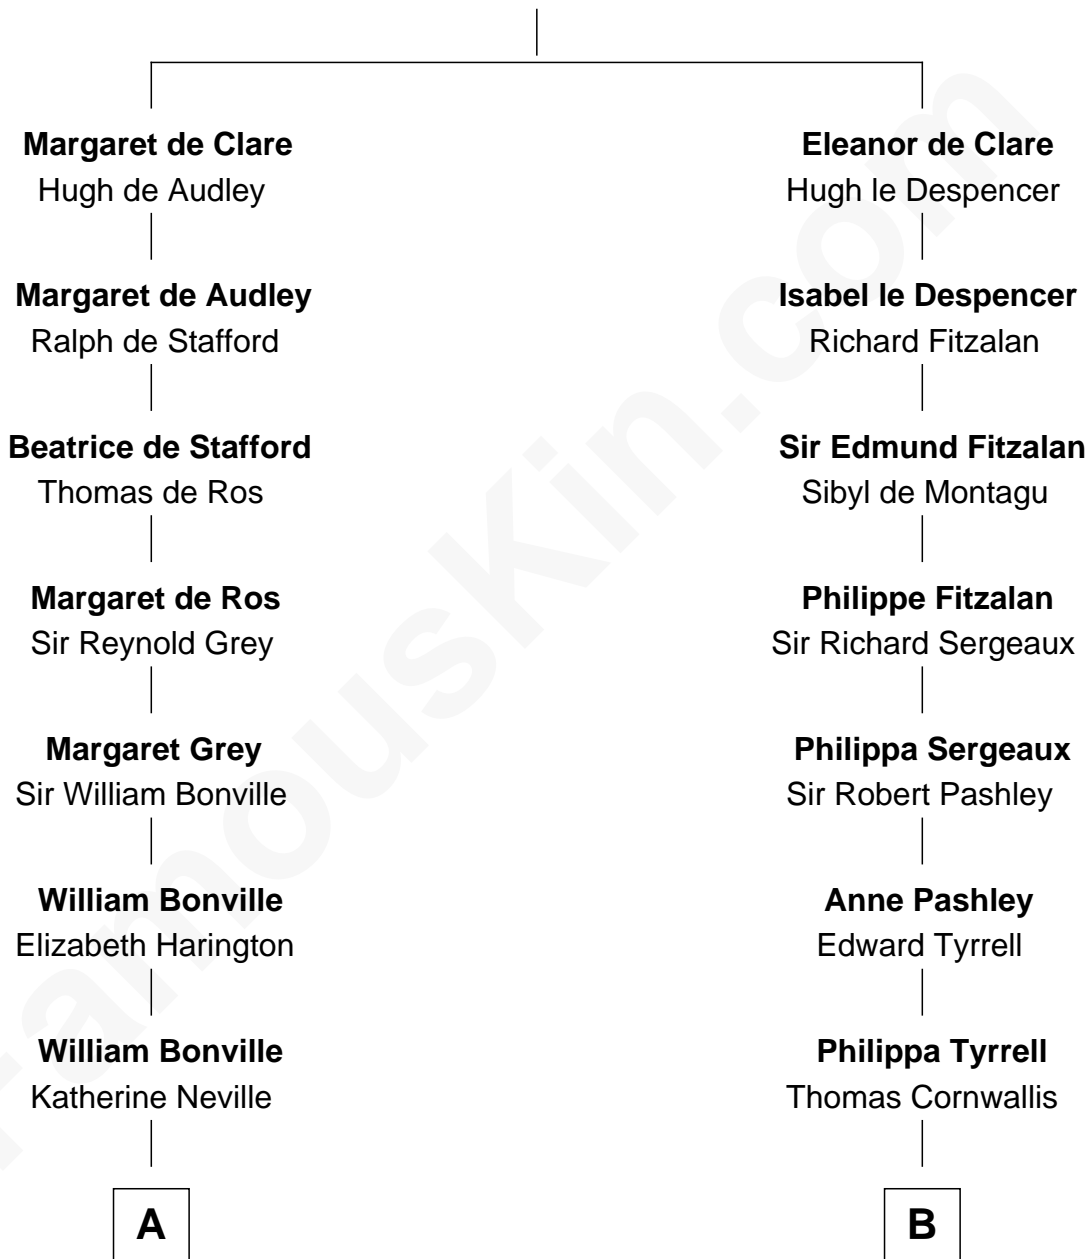 Margaret de Clare
Hugh de Audley
Eleanor de Clare
Hugh le Despencer
Margaret de Audley
Ralph de Stafford
Isabel le Despencer
Richard Fitzalan
Beatrice de Stafford
Thomas de Ros
Sir Edmund Fitzalan
Sibyl de Montagu
Margaret de Ros
Sir Reynold Grey
Philippe Fitzalan
Sir Richard Sergeaux
Margaret Grey
Sir William Bonville
Philippa Sergeaux
Sir Robert Pashley
William Bonville
Elizabeth Harington
Anne Pashley
Edward Tyrrell
William Bonville
Katherine Neville
Philippa Tyrrell
Thomas Cornwallis
A
B
FamousKin.com